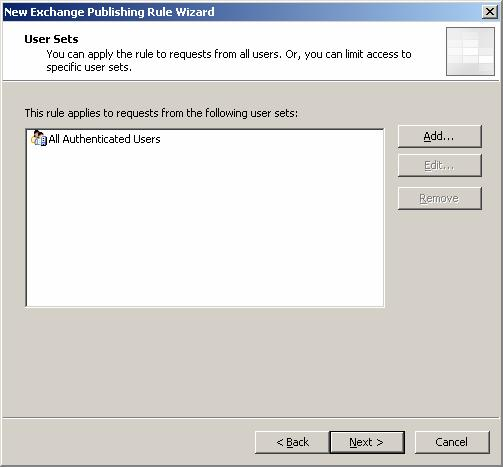 New Exchange Publishing Rule Wizard
User Sets
You can apply the rule to requests from all users. Or, you can limit access to
specific user sets.
This rule applies to requests from the following user sets:
All Authenticated Users
Add...
Edit...
Remove
< Back
Next >
Cancel